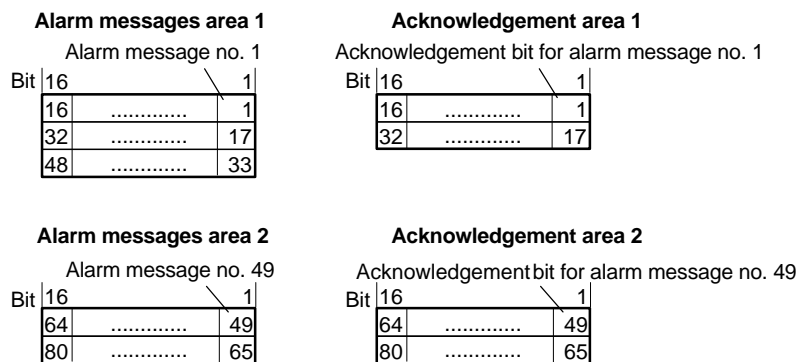 Alarm messages area 1
Alarm message no. 1
Bit 16 1
16 ............. 1
32 ............. 17
48 ............. 33
Acknowledgement area 1
Acknowledgement bit for alarm message no. 1
Bit 16 1
16 ............. 1
32 ............. 17
Alarm messages area 2
Alarm message no. 49
Bit 16 1
64 ............. 49
80 ............. 65
Acknowledgement area 2
Acknowledgement bit for alarm message no. 49
Bit 16 1
64 ............. 49
80 ............. 65